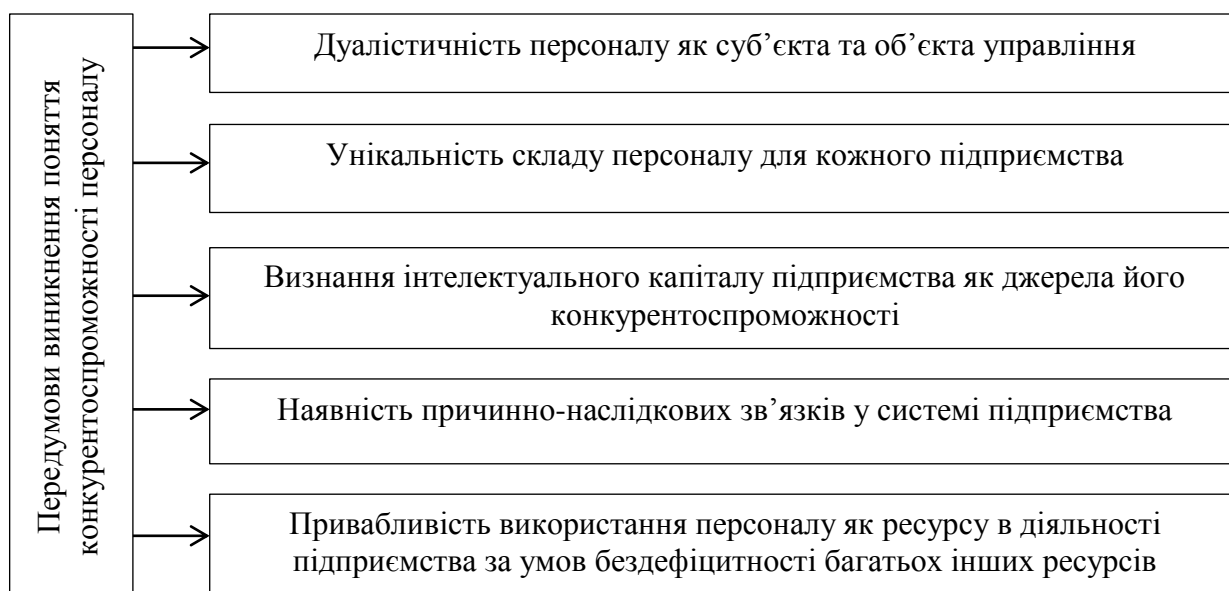 Передумови виникнення поняття
конкурентоспроможності персоналу
Дуалістичність персоналу як суб’єкта та об’єкта управління
Унікальність складу персоналу для кожного підприємства
Визнання інтелектуального капіталу підприємства як джерела його
конкурентоспроможності
Наявність причинно-наслідкових зв’язків у системі підприємства
Привабливість використання персоналу як ресурсу в діяльності
підприємства за умов бездефіцитності багатьох інших ресурсів